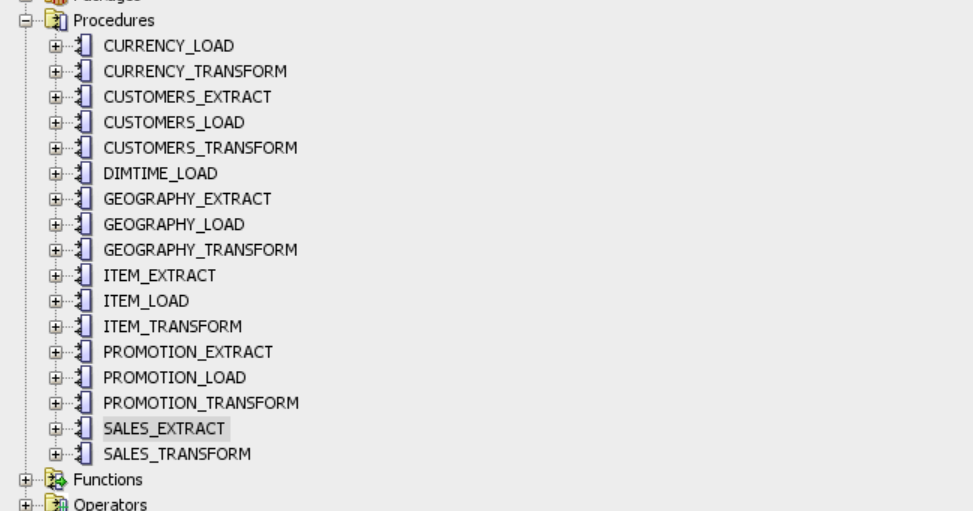 Packages
Procedures
CURRENCY_LOAD
CURRENCY_TRANSFORM
CUSTOMERS_EXTRACT
CUSTOMERS_LOAD
CUSTOMERS_TRANSFORM
DIMTIME_LOAD
GEOGRAPHY_EXTRACT
GEOGRAPHY_LOAD
GEOGRAPHY_TRANSFORM
ITEM_EXTRACT
ITEM_LOAD
ITEM_TRANSFORM
PROMOTION_EXTRACT
PROMOTION_LOAD
PROMOTION_TRANSFORM
SALES_EXTRACT
SALES_TRANSFORM
Functions
Operators